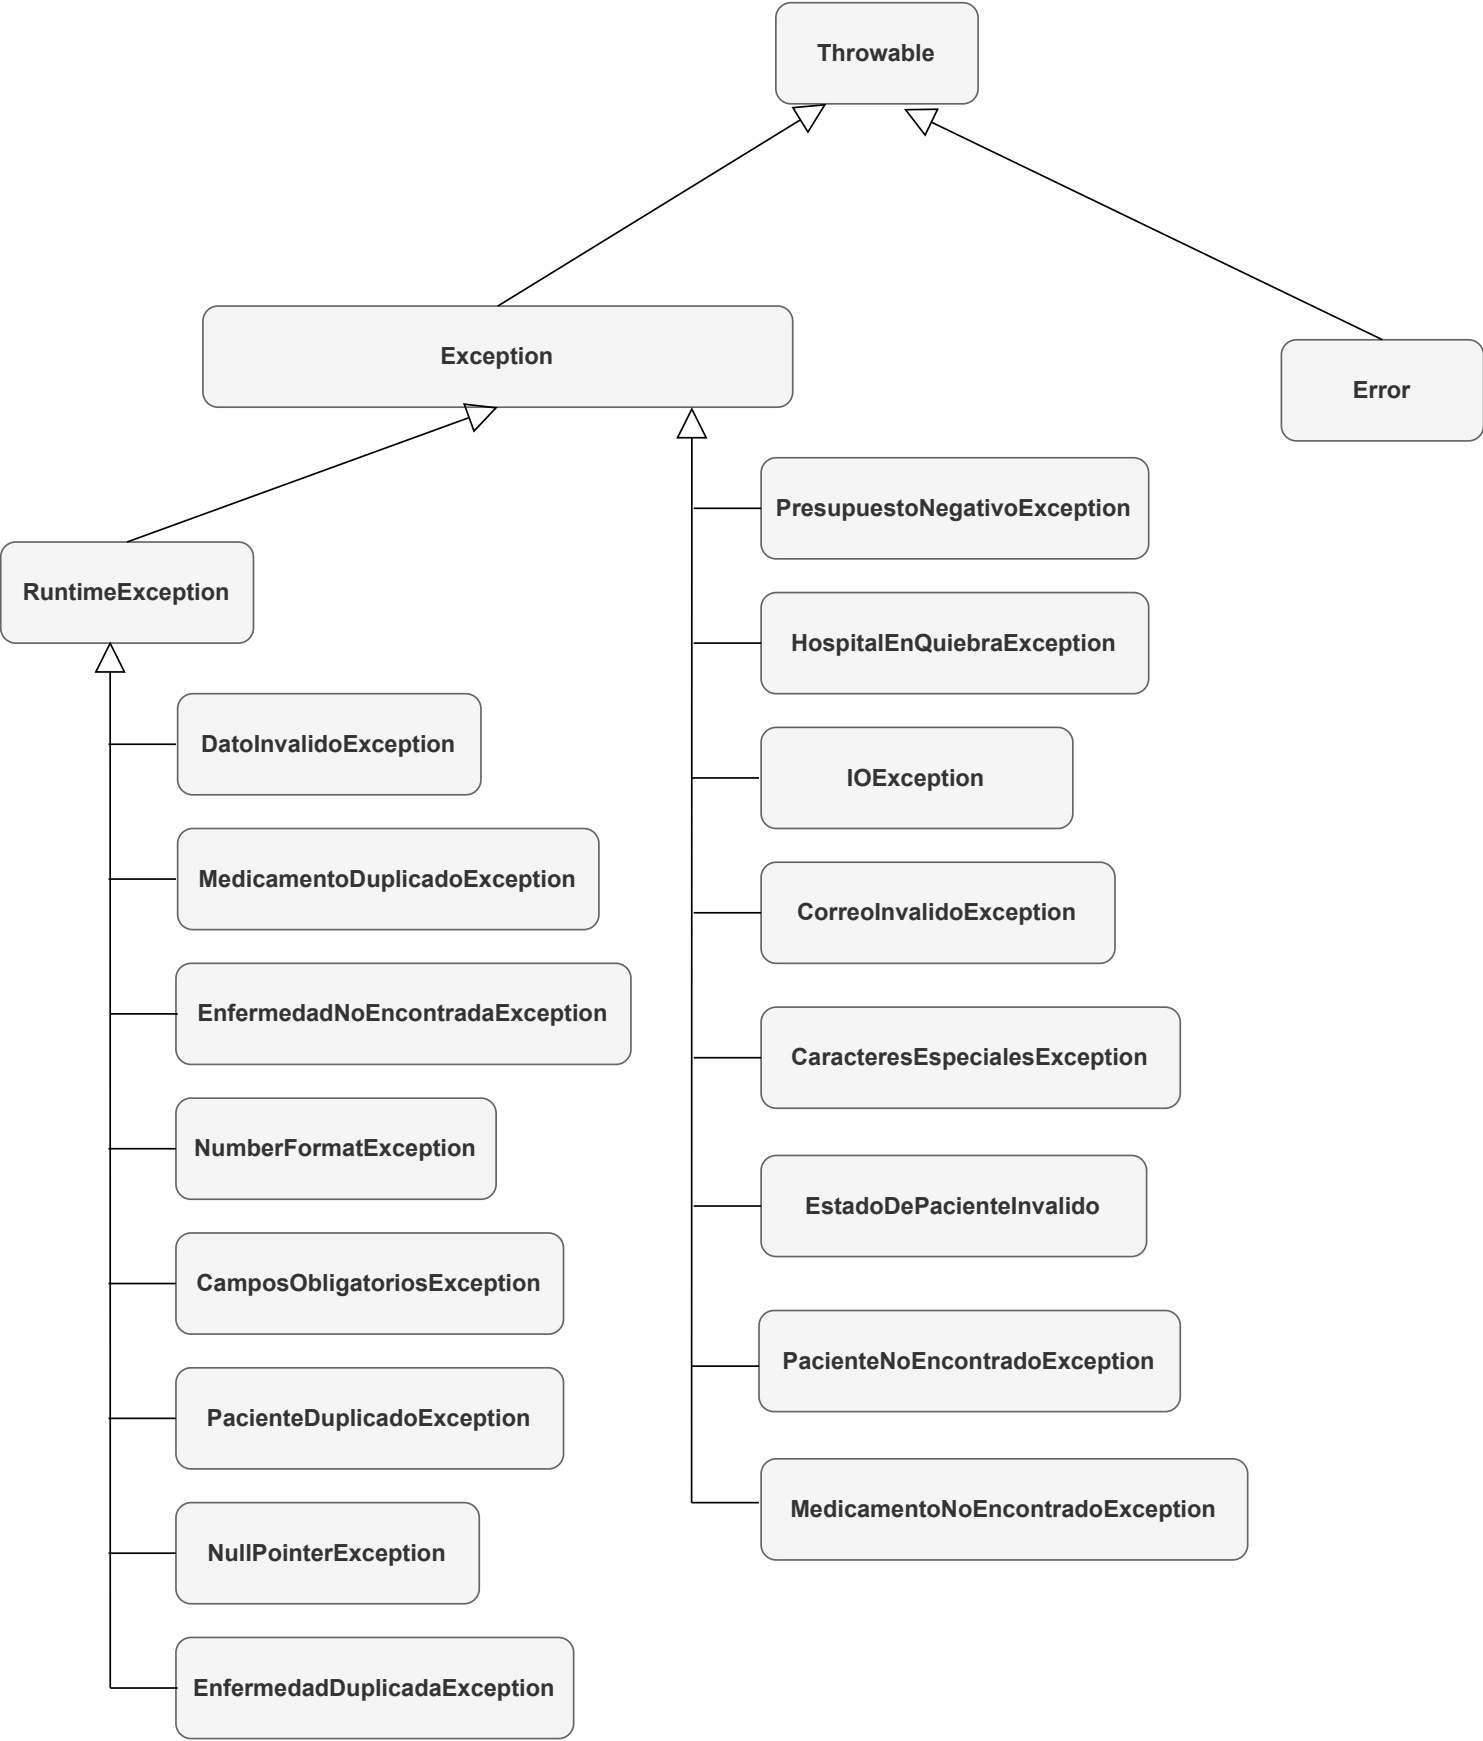 Throwable
Exception
Error
RuntimeException
DatoInvalidoException
MedicamentoDuplicadoException
EnfermedadNoEncontradaException
NumberFormatException
CamposObligatoriosException
PacienteDuplicadoException
NullPointerException
EnfermedadDuplicadaException
PresupuestoNegativoException
HospitalEnQuiebraException
IOException
CorreoInvalidoException
CaracteresEspecialesException
EstadoDePacienteInvalido
PacienteNoEncontradoException
MedicamentoNoEncontradoException